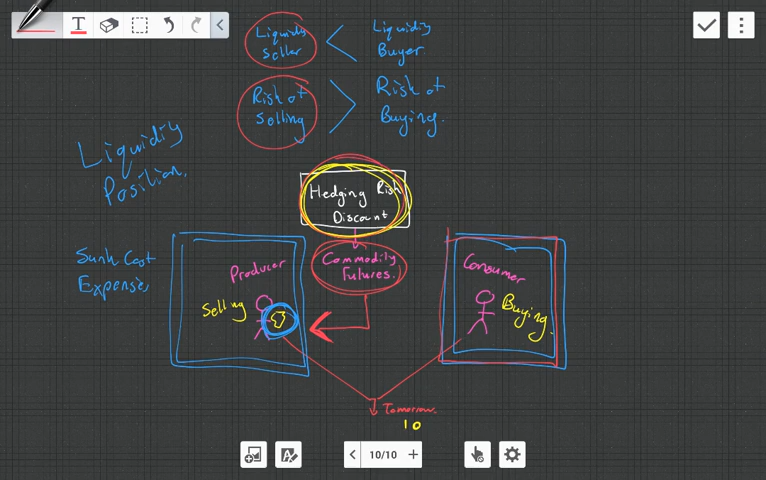 T
Liquidity
Seller
<
Liquidity
Buyer.
Risk of
Selling
>
Risk of
Buying.
Liquidity
Position.
Hedging Risk
Discount
Commodity
Futures.
Sunk Cost
Expenses
Producer
Selling
Consumer
Buying.
Tomorrow.
10
10/10